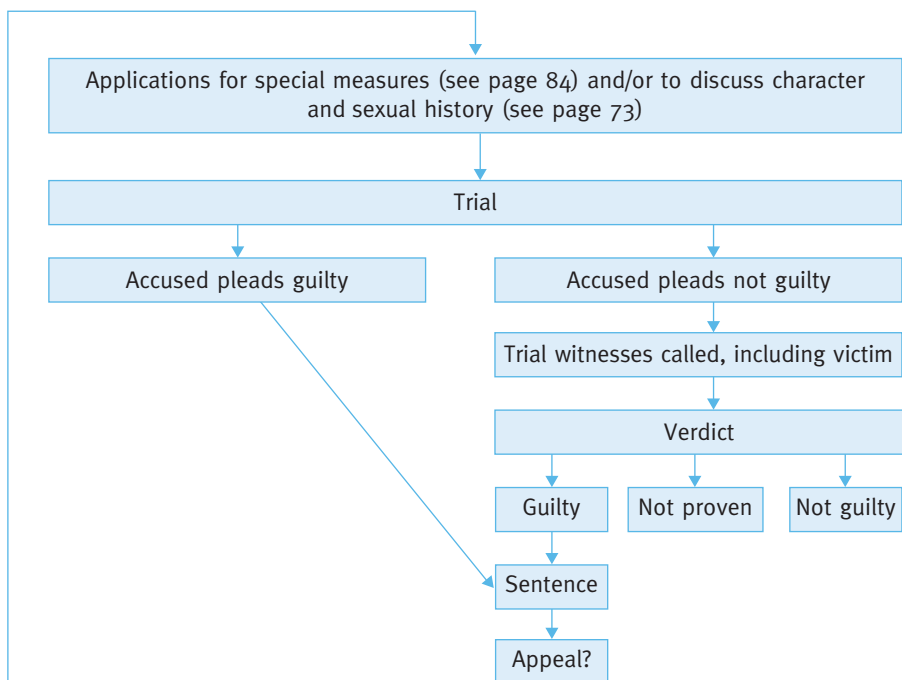 Applications for special measures (see page 84) and/or to discuss character
and sexual history (see page 73)
Trial
Accused pleads guilty
Accused pleads not guilty
Trial witnesses called, including victim
Verdict
Guilty
Not proven
Not guilty
Sentence
Appeal?